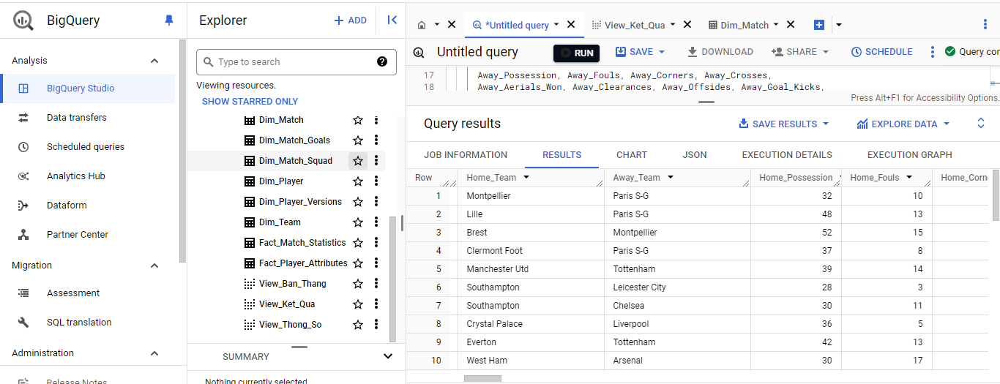 BigQuery
Analysis
BigQuery Studio
Data transfers
Scheduled queries
Analytics Hub
Dataform
Partner Center
Migration
Assessment
SQL translation
Administration
Release Notes
Explorer
+ ADD
Type to search
Viewing resources.
SHOW STARRED ONLY
Dim_Match
Dim_Match_Goals
Dim_Match_Squad
Dim_Player
Dim_Player_Versions
Dim_Team
Fact_Match_Statistics
Fact_Player_Attributes
View_Ban_Thang
View_Ket_Qua
View_Thong_So
SUMMARY
Nothing currently selected
*Untitled query View_Ket_Qua Dim_Match
Untitled query RUN SAVE DOWNLOAD SHARE SCHEDULE Query con
17 Away_Possession, Away_Fouls, Away_Corners, Away_Crosses,
18 Away_Aerials_Won, Away_Clearances, Away_Offsides, Away_Goal_Kicks,
Press Alt+F1 for Accessibility Options.
Query results SAVE RESULTS EXPLORE DATA
JOB INFORMATION RESULTS CHART JSON EXECUTION DETAILS EXECUTION GRAPH
Row Home_Team Away_Team Home_Possession Home_Fouls Home_Corne
1 Montpellier Paris S-G 32 10
2 Lille Paris S-G 48 13
3 Brest Montpellier 52 15
4 Clermont Foot Paris S-G 37 8
5 Manchester Utd Tottenham 39 14
6 Southampton Leicester City 28 3
7 Southampton Chelsea 30 11
8 Crystal Palace Liverpool 36 5
9 Everton Tottenham 42 13
10 West Ham Arsenal 30 17